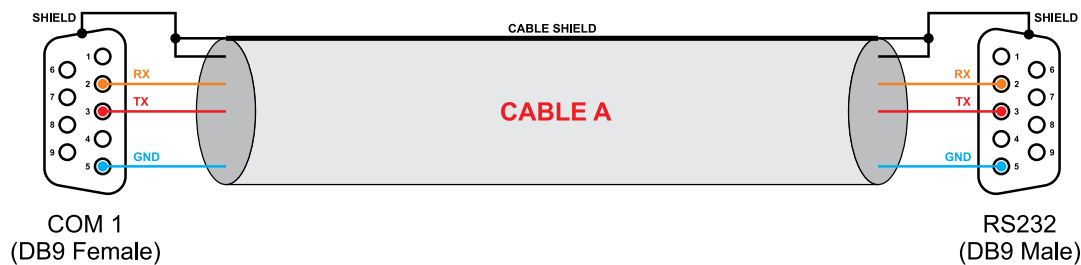 SHIELD
CABLE SHIELD
SHIELD
1
6
RX
2
7
TX
3
8
4
9
GND
5
CABLE A
1
RX
6
2
TX
7
3
8
4
GND
9
5
COM 1
(DB9 Female)
RS232
(DB9 Male)